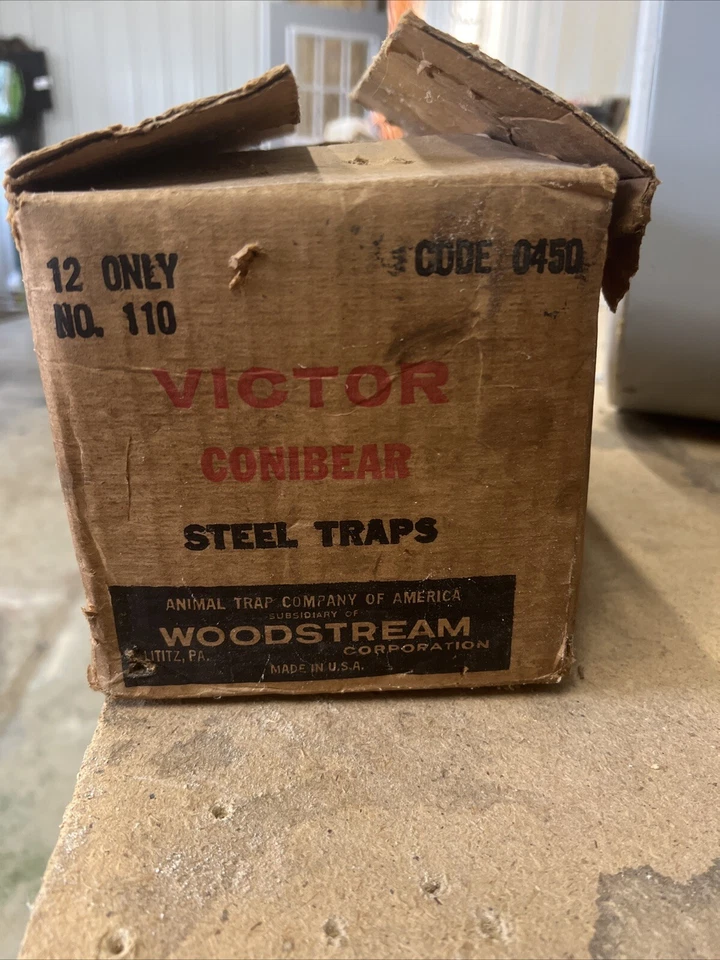 12 ONLY
NO. 110
CODE 0450
VICTOR
CONIBEAR
STEEL TRAPS
ANIMAL TRAP COMPANY OF AMERICA
SUBSIDIARY OF
WOODSTREAM
CORPORATION
LITITZ, PA.
MADE IN U.S.A.